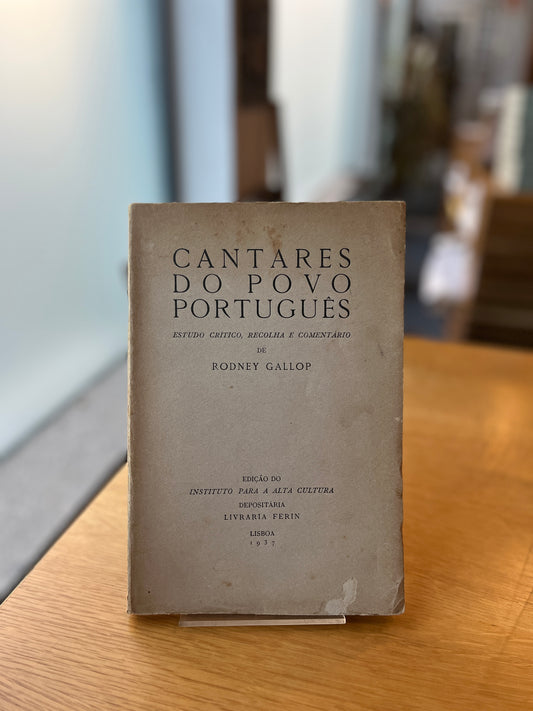 CANTARES
DO POVO
PORTUGUÊS
ESTUDO CRÍTICO, RECOLHA E COMENTÁRIO
DE
RODNEY GALLOP
EDIÇÃO DO
INSTITUTO PARA A ALTA CULTURA
DEPOSITÁRIA
LIVRARIA FERIN
LISBOA
1937